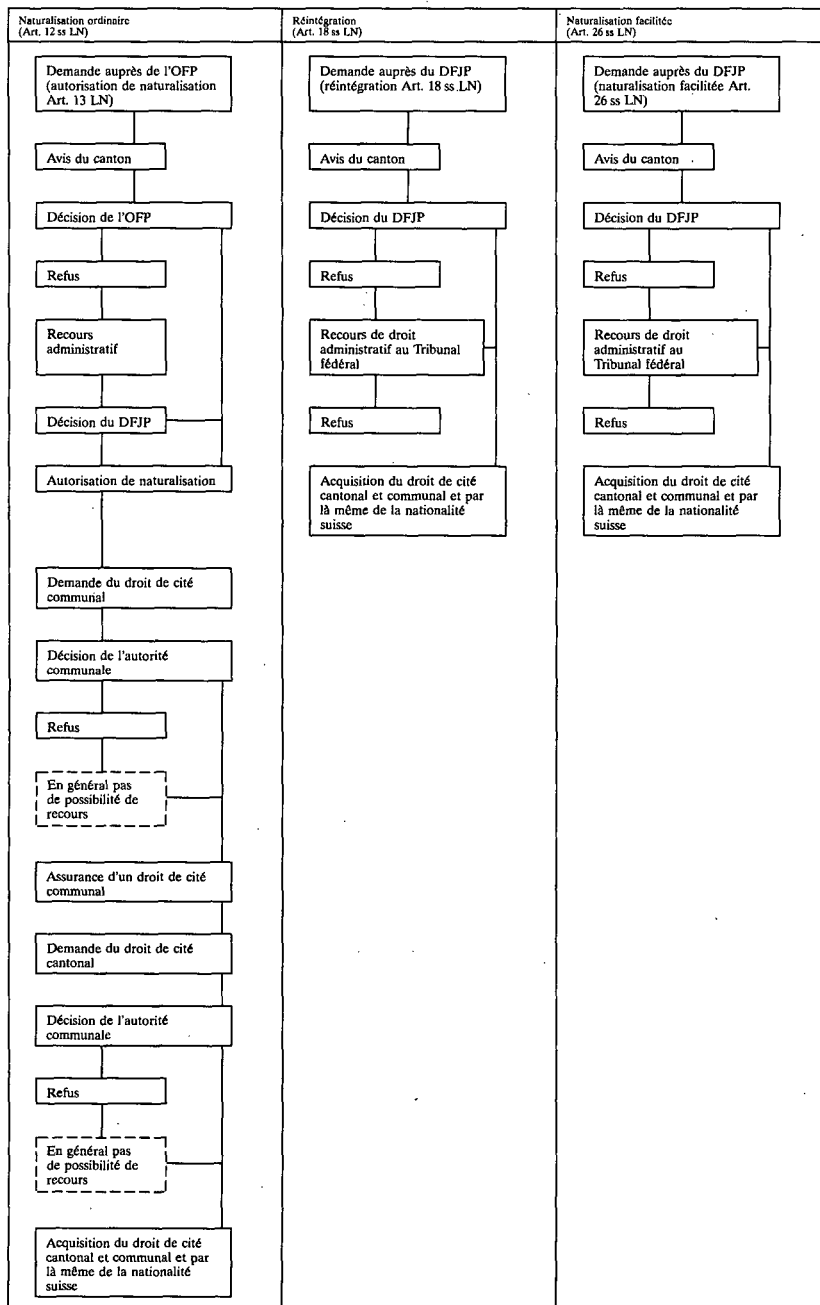 Naturalisation ordinaire
(Art. 12 ss LN)
Demande auprès de l'OFP
(autorisation de naturalisation
Art. 13 LN)
Avis du canton
Décision de l'OFP
Refus
Recours
administratif
Décision du DFJP
Autorisation de naturalisation
Demande du droit de cité
communal
Décision de l'autorité
communale
Refus
En général pas
de possibilité de
recours
Assurance d'un droit de cité
communal
Demande du droit de cité
cantonal
Décision de l'autorité
communale
Refus
En général pas
de possibilité de
recours
Acquisition du droit de cité
cantonal et communal et par
là même de la nationalité
suisse
Réintégration
(Art. 18 ss LN)
Demande auprès du DFJP
(réintégration Art. 18 ss LN)
Avis du canton
Décision du DFJP
Refus
Recours de droit
administratif au Tribunal
fédéral
Refus
Acquisition du droit de cité
cantonal et communal et par
là même de la nationalité
suisse
Naturalisation facilitée
(Art. 26 ss LN)
Demande auprès du DFJP
(naturalisation facilitée Art.
26 ss LN)
Avis du canton
Décision du DFJP
Refus
Recours de droit
administratif au
Tribunal fédéral
Refus
Acquisition du droit de cité
cantonal et communal et par
là même de la nationalité
suisse